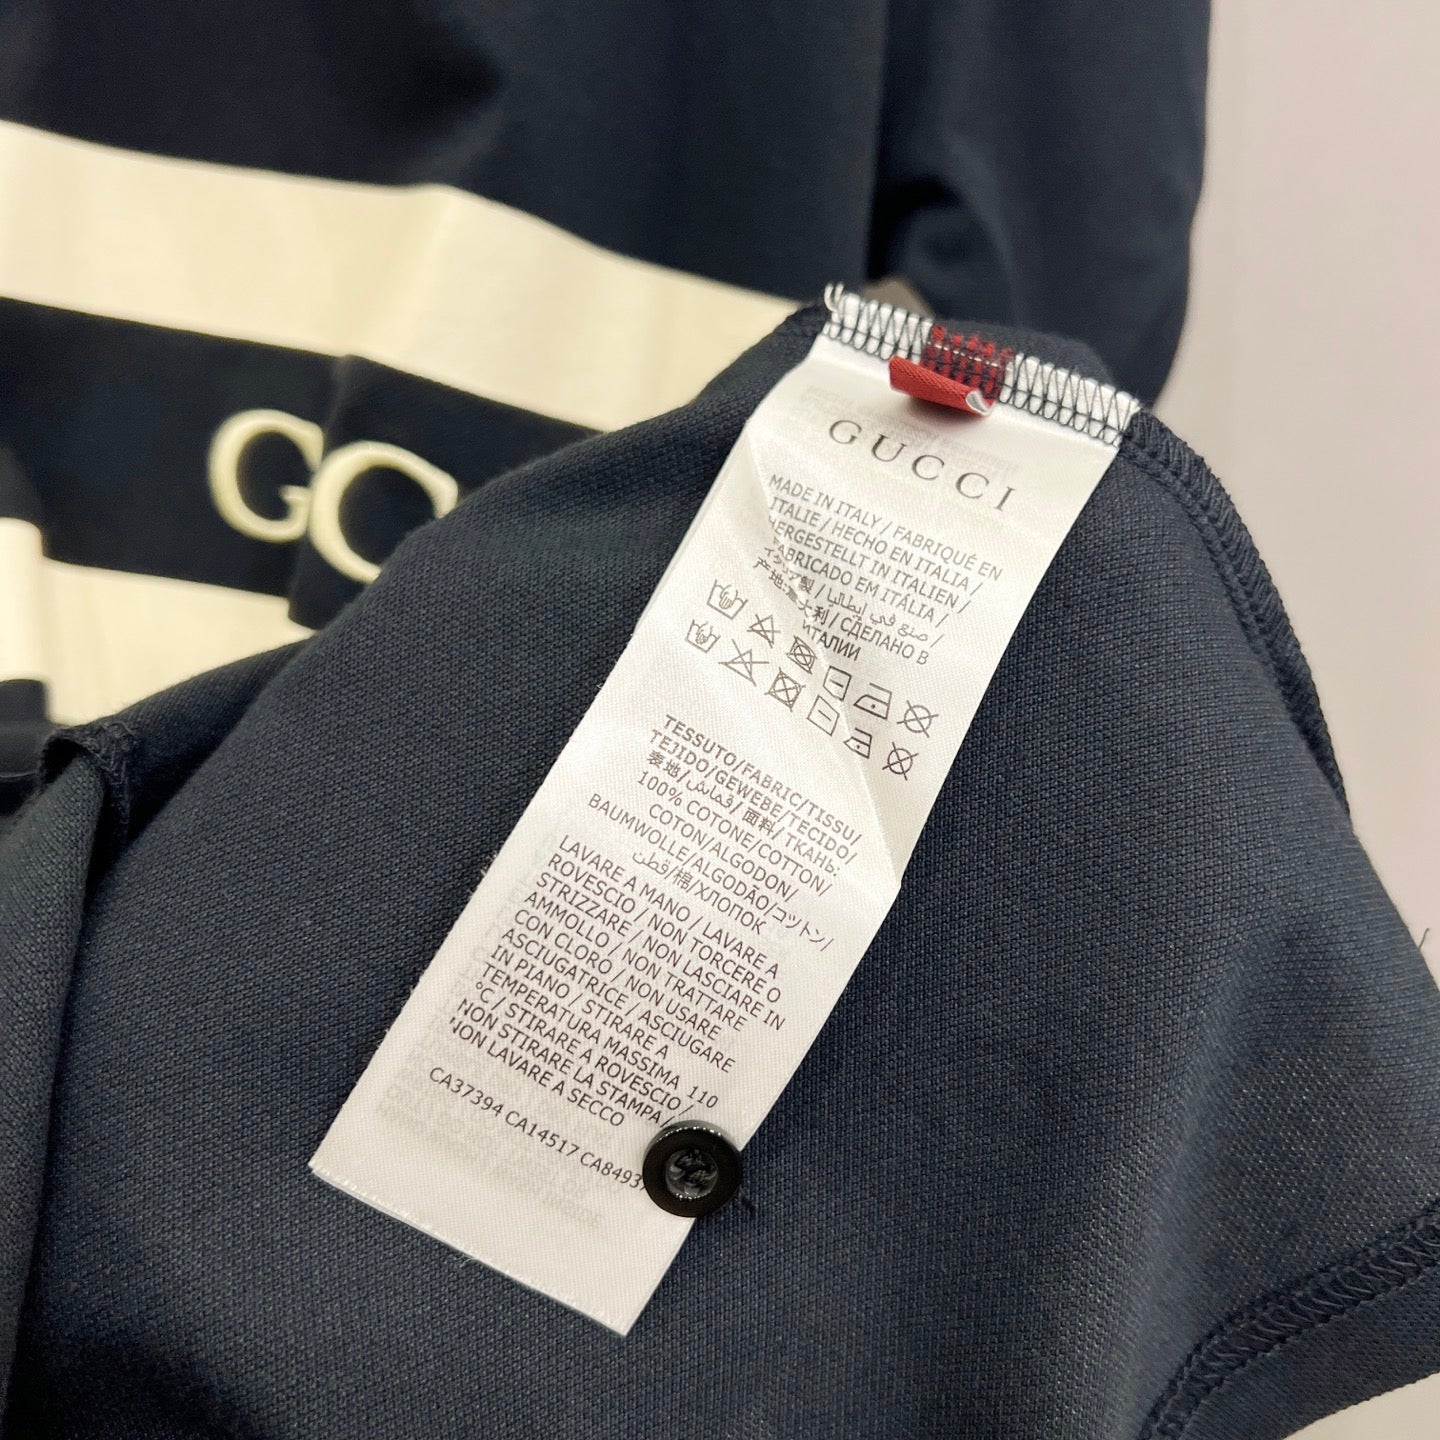 G
GC
GUCCI
MADE IN ITALY / FABRIQUÉ EN
ITALIE / HECHO EN ITALIA /
HERGESTELLT IN ITALIEN /
FABRICADO EM ITÁLIA /
イタリア製 / صنع في إيطاليا /
产地:意大利 / СДЕЛАНО В
ИТАЛИИ
TESSUTO/FABRIC/TISSU/
TEJIDO/GEWEBE/TECIDO/
表地/قماش/面料/ТКАНЬ:
100% COTONE/COTTON/
COTON/ALGODON/
BAUMWOLLE/ALGODÃO/コットン/
قطن/棉/ХЛОПОК
LAVARE A MANO / LAVARE A
ROVESCIO / NON TORCERE O
STRIZZARE / NON LASCIARE IN
AMMOLLO / NON TRATTARE
CON CLORO / NON USARE
ASCIUGATRICE / ASCIUGARE
IN PIANO / STIRARE A
TEMPERATURA MASSIMA 110
°C / STIRARE A ROVESCIO /
NON STIRARE LA STAMPA/
NON LAVARE A SECCO
CA37394 CA14517 CA8493